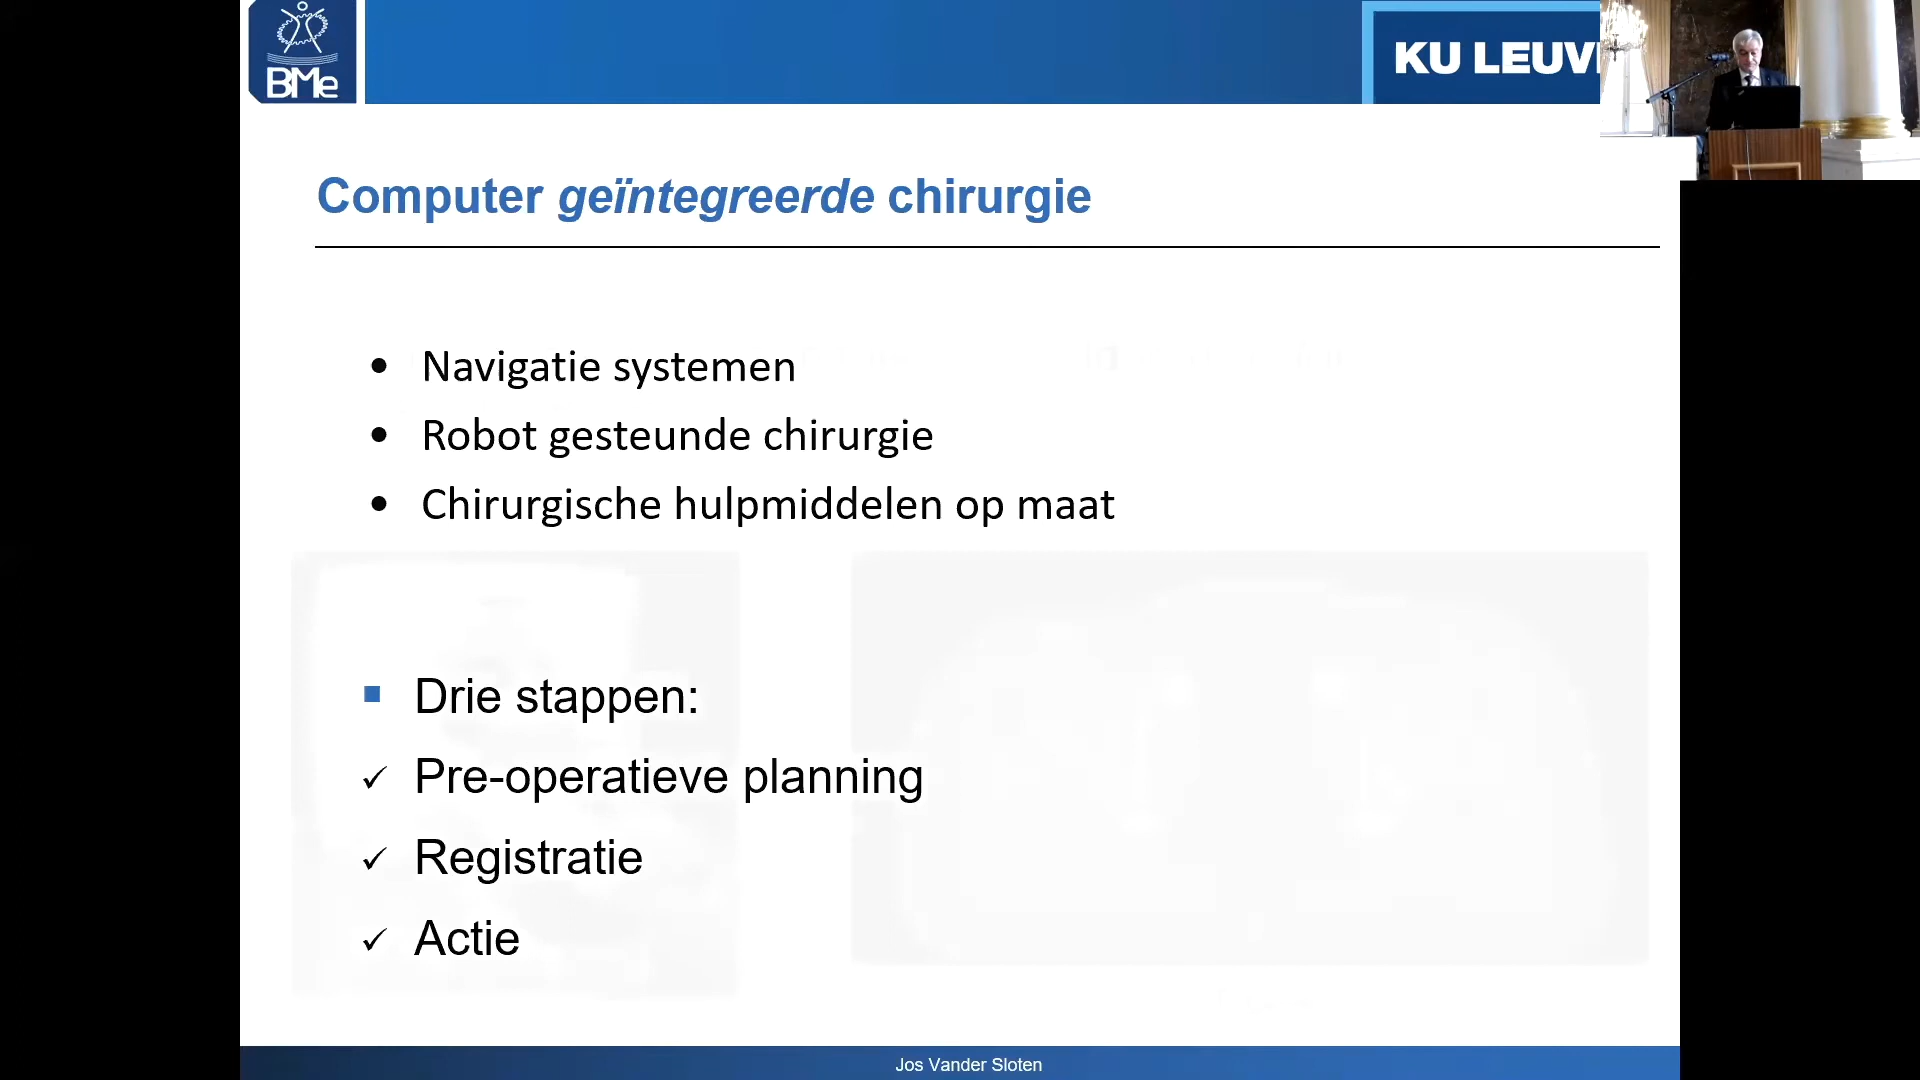 BMe
KU LEUV
Computer geïntegreerde chirurgie
• Navigatie systemen
• Robot gesteunde chirurgie
• Chirurgische hulpmiddelen op maat
▪ Drie stappen:
✓ Pre-operatieve planning
✓ Registratie
✓ Actie
Jos Vander Sloten